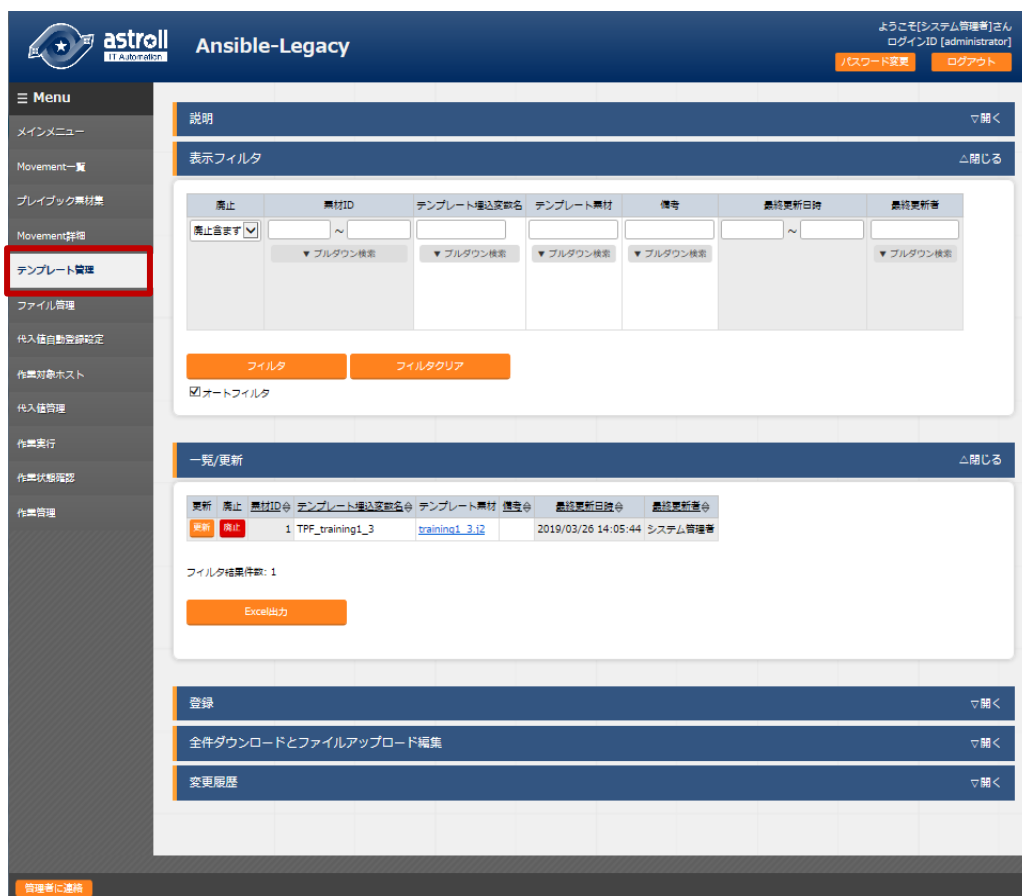 astroll
IT Automation
Ansible-Legacy
ようこそ[システム管理者]さん
ログインID [administrator]
パスワード変更
ログアウト
☰ Menu
メインメニュー
Movement一覧
プレイブック素材集
Movement詳細
テンプレート管理
ファイル管理
代入値自動登録設定
作業対象ホスト
代入値管理
作業実行
作業状態確認
作業管理
説明 ▽開く
表示フィルタ △閉じる
廃止 素材ID テンプレート埋込変数名 テンプレート素材 備考 最終更新日時 最終更新者
廃止含まず ～ ～
▼ プルダウン検索 ▼ プルダウン検索 ▼ プルダウン検索 ▼ プルダウン検索 ▼ プルダウン検索
フィルタ フィルタクリア
オートフィルタ
一覧/更新 △閉じる
更新 廃止 素材ID テンプレート埋込変数名 テンプレート素材 備考 最終更新日時 最終更新者
更新 廃止 1 TPF_training1_3 training1_3.j2 2019/03/26 14:05:44 システム管理者
フィルタ結果件数: 1
Excel出力
登録 ▽開く
全件ダウンロードとファイルアップロード編集 ▽開く
変更履歴 ▽開く
管理者に連絡